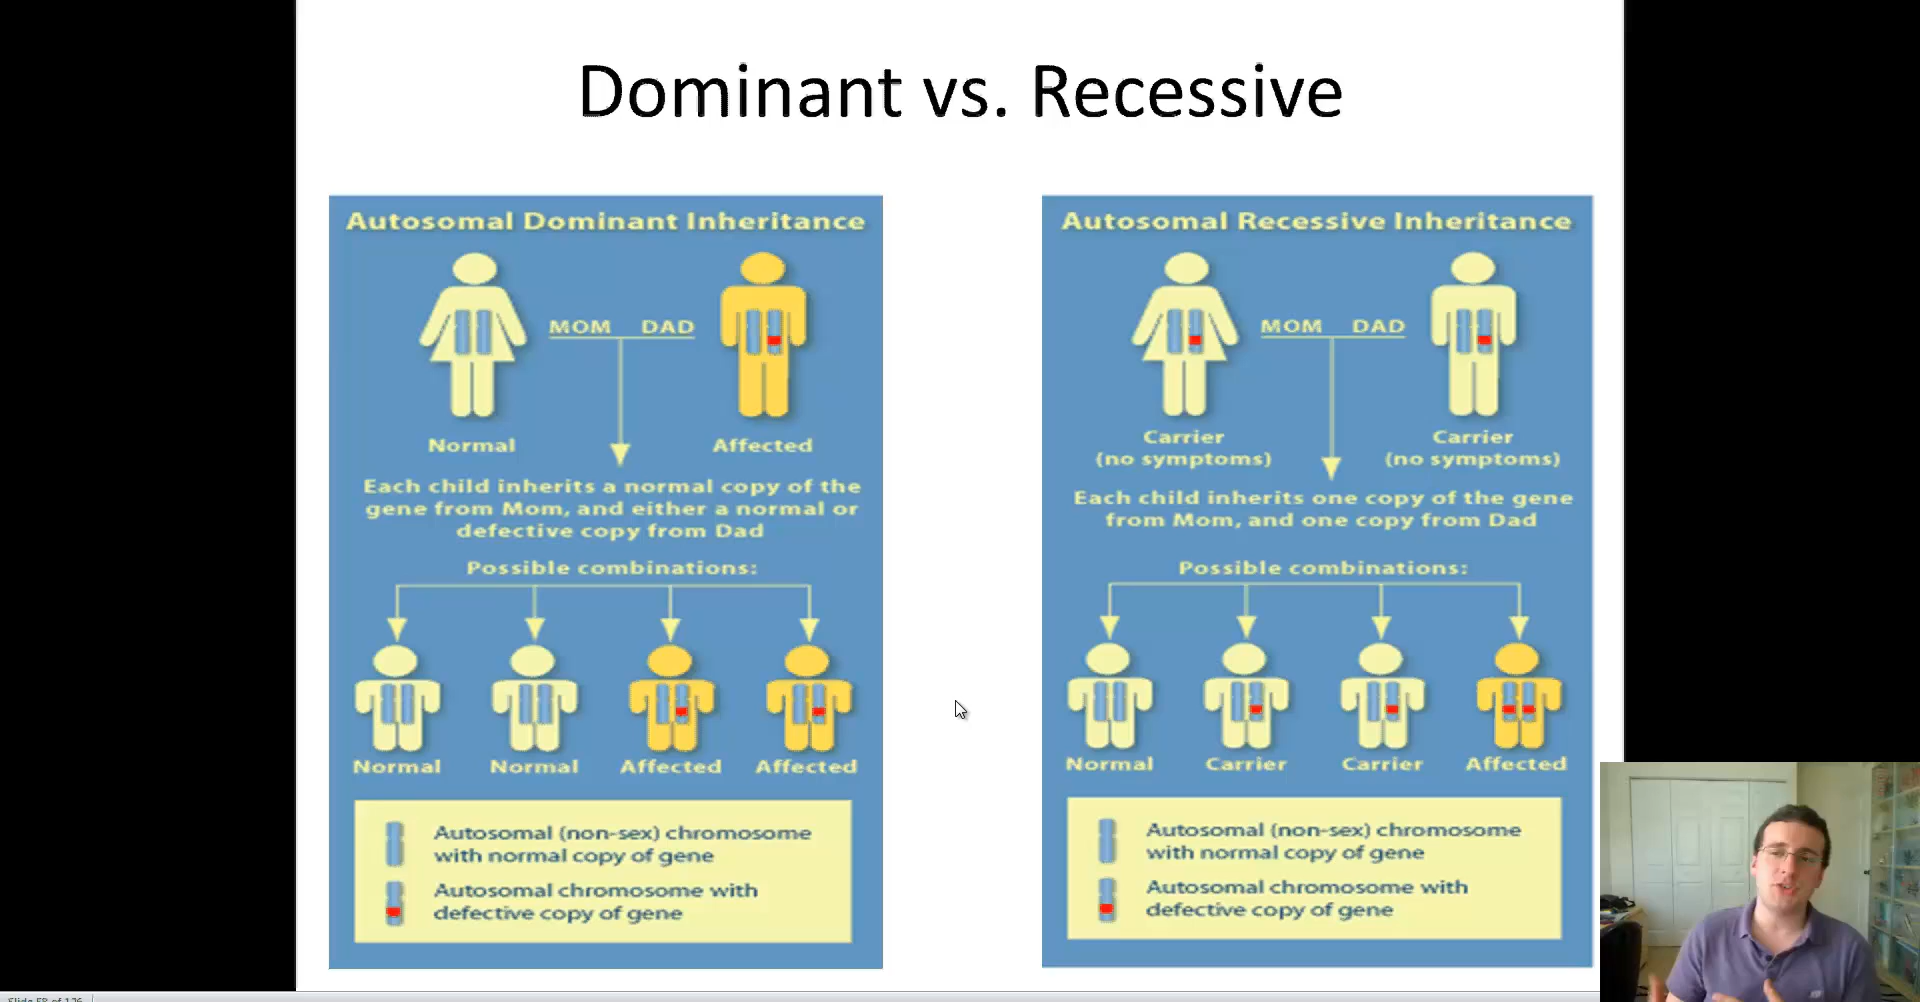 Dominant vs. Recessive
Autosomal Dominant Inheritance
MOM DAD
Normal
Affected
Each child inherits a normal copy of the
gene from Mom, and either a normal or
defective copy from Dad
Possible combinations:
Normal
Normal
Affected
Affected
Autosomal (non-sex) chromosome
with normal copy of gene
Autosomal chromosome with
defective copy of gene
Autosomal Recessive Inheritance
MOM DAD
Carrier
(no symptoms)
Carrier
(no symptoms)
Each child inherits one copy of the gene
from Mom, and one copy from Dad
Possible combinations:
Normal
Carrier
Carrier
Affected
Autosomal (non-sex) chromosome
with normal copy of gene
Autosomal chromosome with
defective copy of gene
Slide 58 of 126